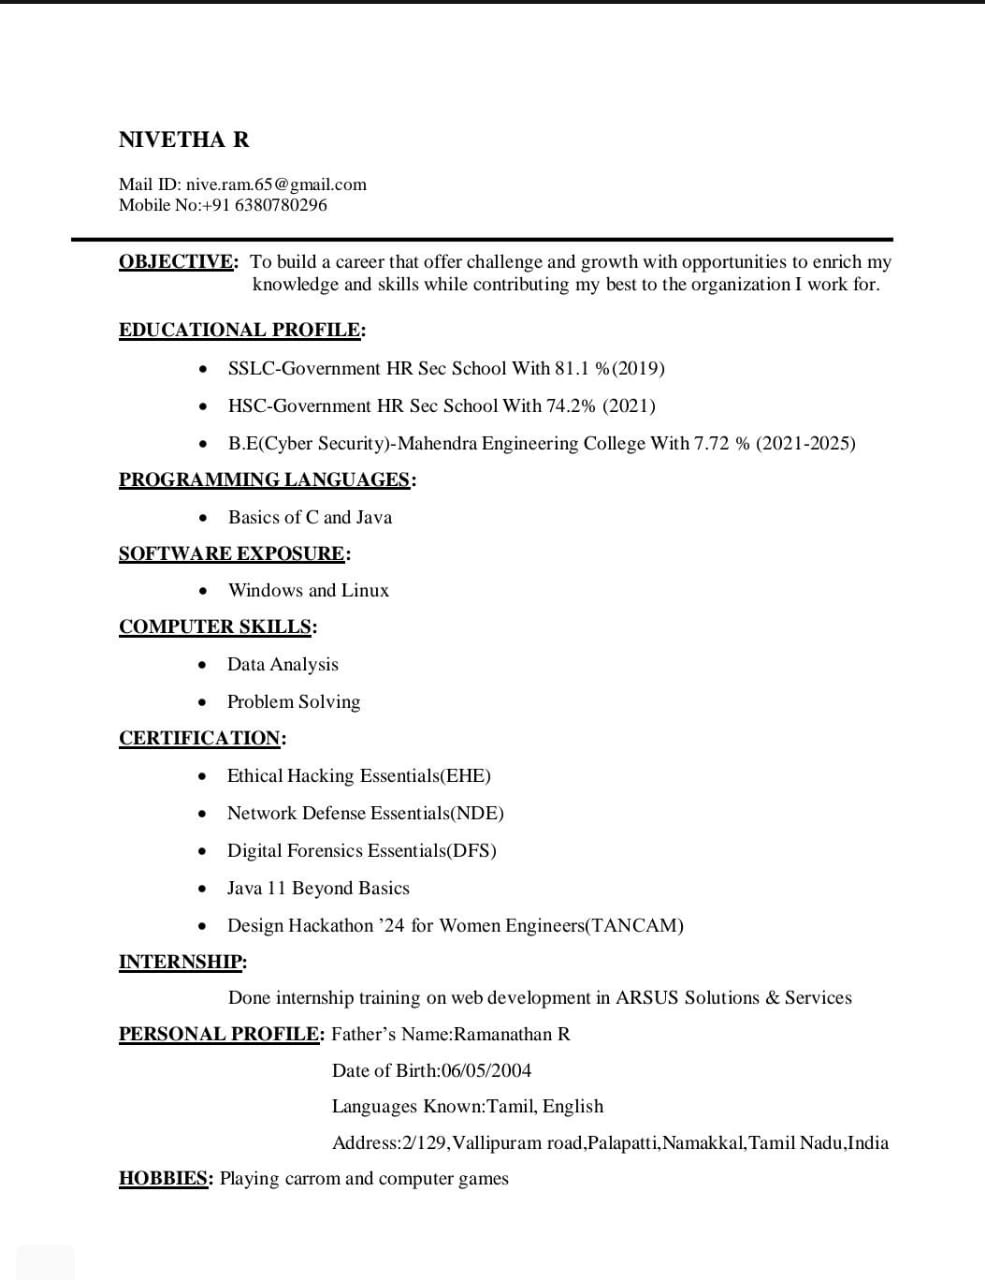 NIVETHA R
Mail ID: nive.ram.65@gmail.com
Mobile No:+91 6380780296
OBJECTIVE: To build a career that offer challenge and growth with opportunities to enrich my
knowledge and skills while contributing my best to the organization I work for.
EDUCATIONAL PROFILE:
• SSLC-Government HR Sec School With 81.1 %(2019)
• HSC-Government HR Sec School With 74.2% (2021)
• B.E(Cyber Security)-Mahendra Engineering College With 7.72 % (2021-2025)
PROGRAMMING LANGUAGES:
• Basics of C and Java
SOFTWARE EXPOSURE:
• Windows and Linux
COMPUTER SKILLS:
• Data Analysis
• Problem Solving
CERTIFICATION:
• Ethical Hacking Essentials(EHE)
• Network Defense Essentials(NDE)
• Digital Forensics Essentials(DFS)
• Java 11 Beyond Basics
• Design Hackathon ’24 for Women Engineers(TANCAM)
INTERNSHIP:
Done internship training on web development in ARSUS Solutions & Services
PERSONAL PROFILE: Father’s Name:Ramanathan R
Date of Birth:06/05/2004
Languages Known:Tamil, English
Address:2/129,Vallipuram road,Palapatti,Namakkal,Tamil Nadu,India
HOBBIES: Playing carrom and computer games